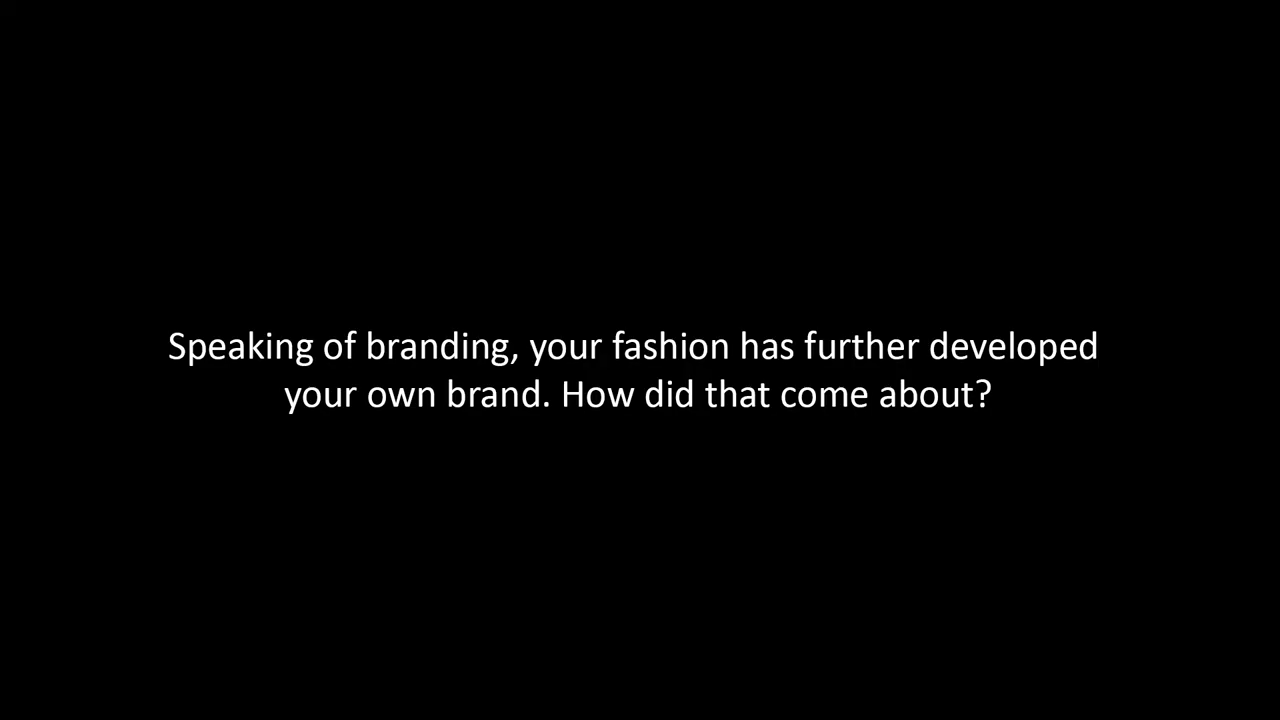 Speaking of branding, your fashion has further developed
your own brand. How did that come about?